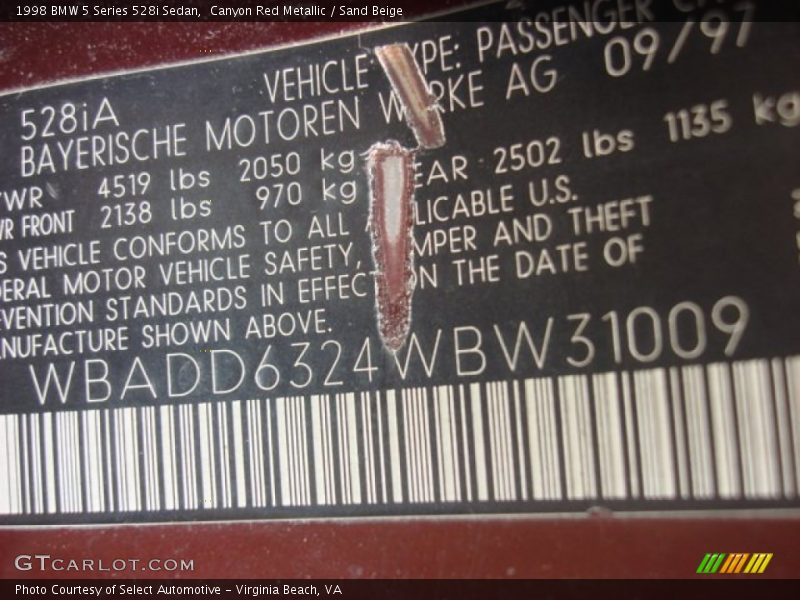 1998 BMW 5 Series 528i Sedan, Canyon Red Metallic / Sand Beige
528iA VEHICLE YPE: PASSENGER 09/97
BAYERISCHE MOTOREN W RKE AG
4519 lbs 2050 kg
WR FRONT 2138 lbs 970 kg EAR 2502 lbs 1135 kg
S VEHICLE CONFORMS TO ALL LICABLE U.S.
ERAL MOTOR VEHICLE SAFETY, MPER AND THEFT
VENTION STANDARDS IN EFFEC ON THE DATE OF
NUFACTURE SHOWN ABOVE.
WBADD6324WBW31009
GTCARLOT.COM
Photo Courtesy of Select Automotive – Virginia Beach, VA